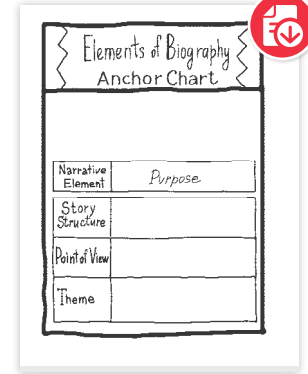 Elements of Biography
Anchor Chart
Narrative Element
Purpose
Story Structure
Point of View
Theme